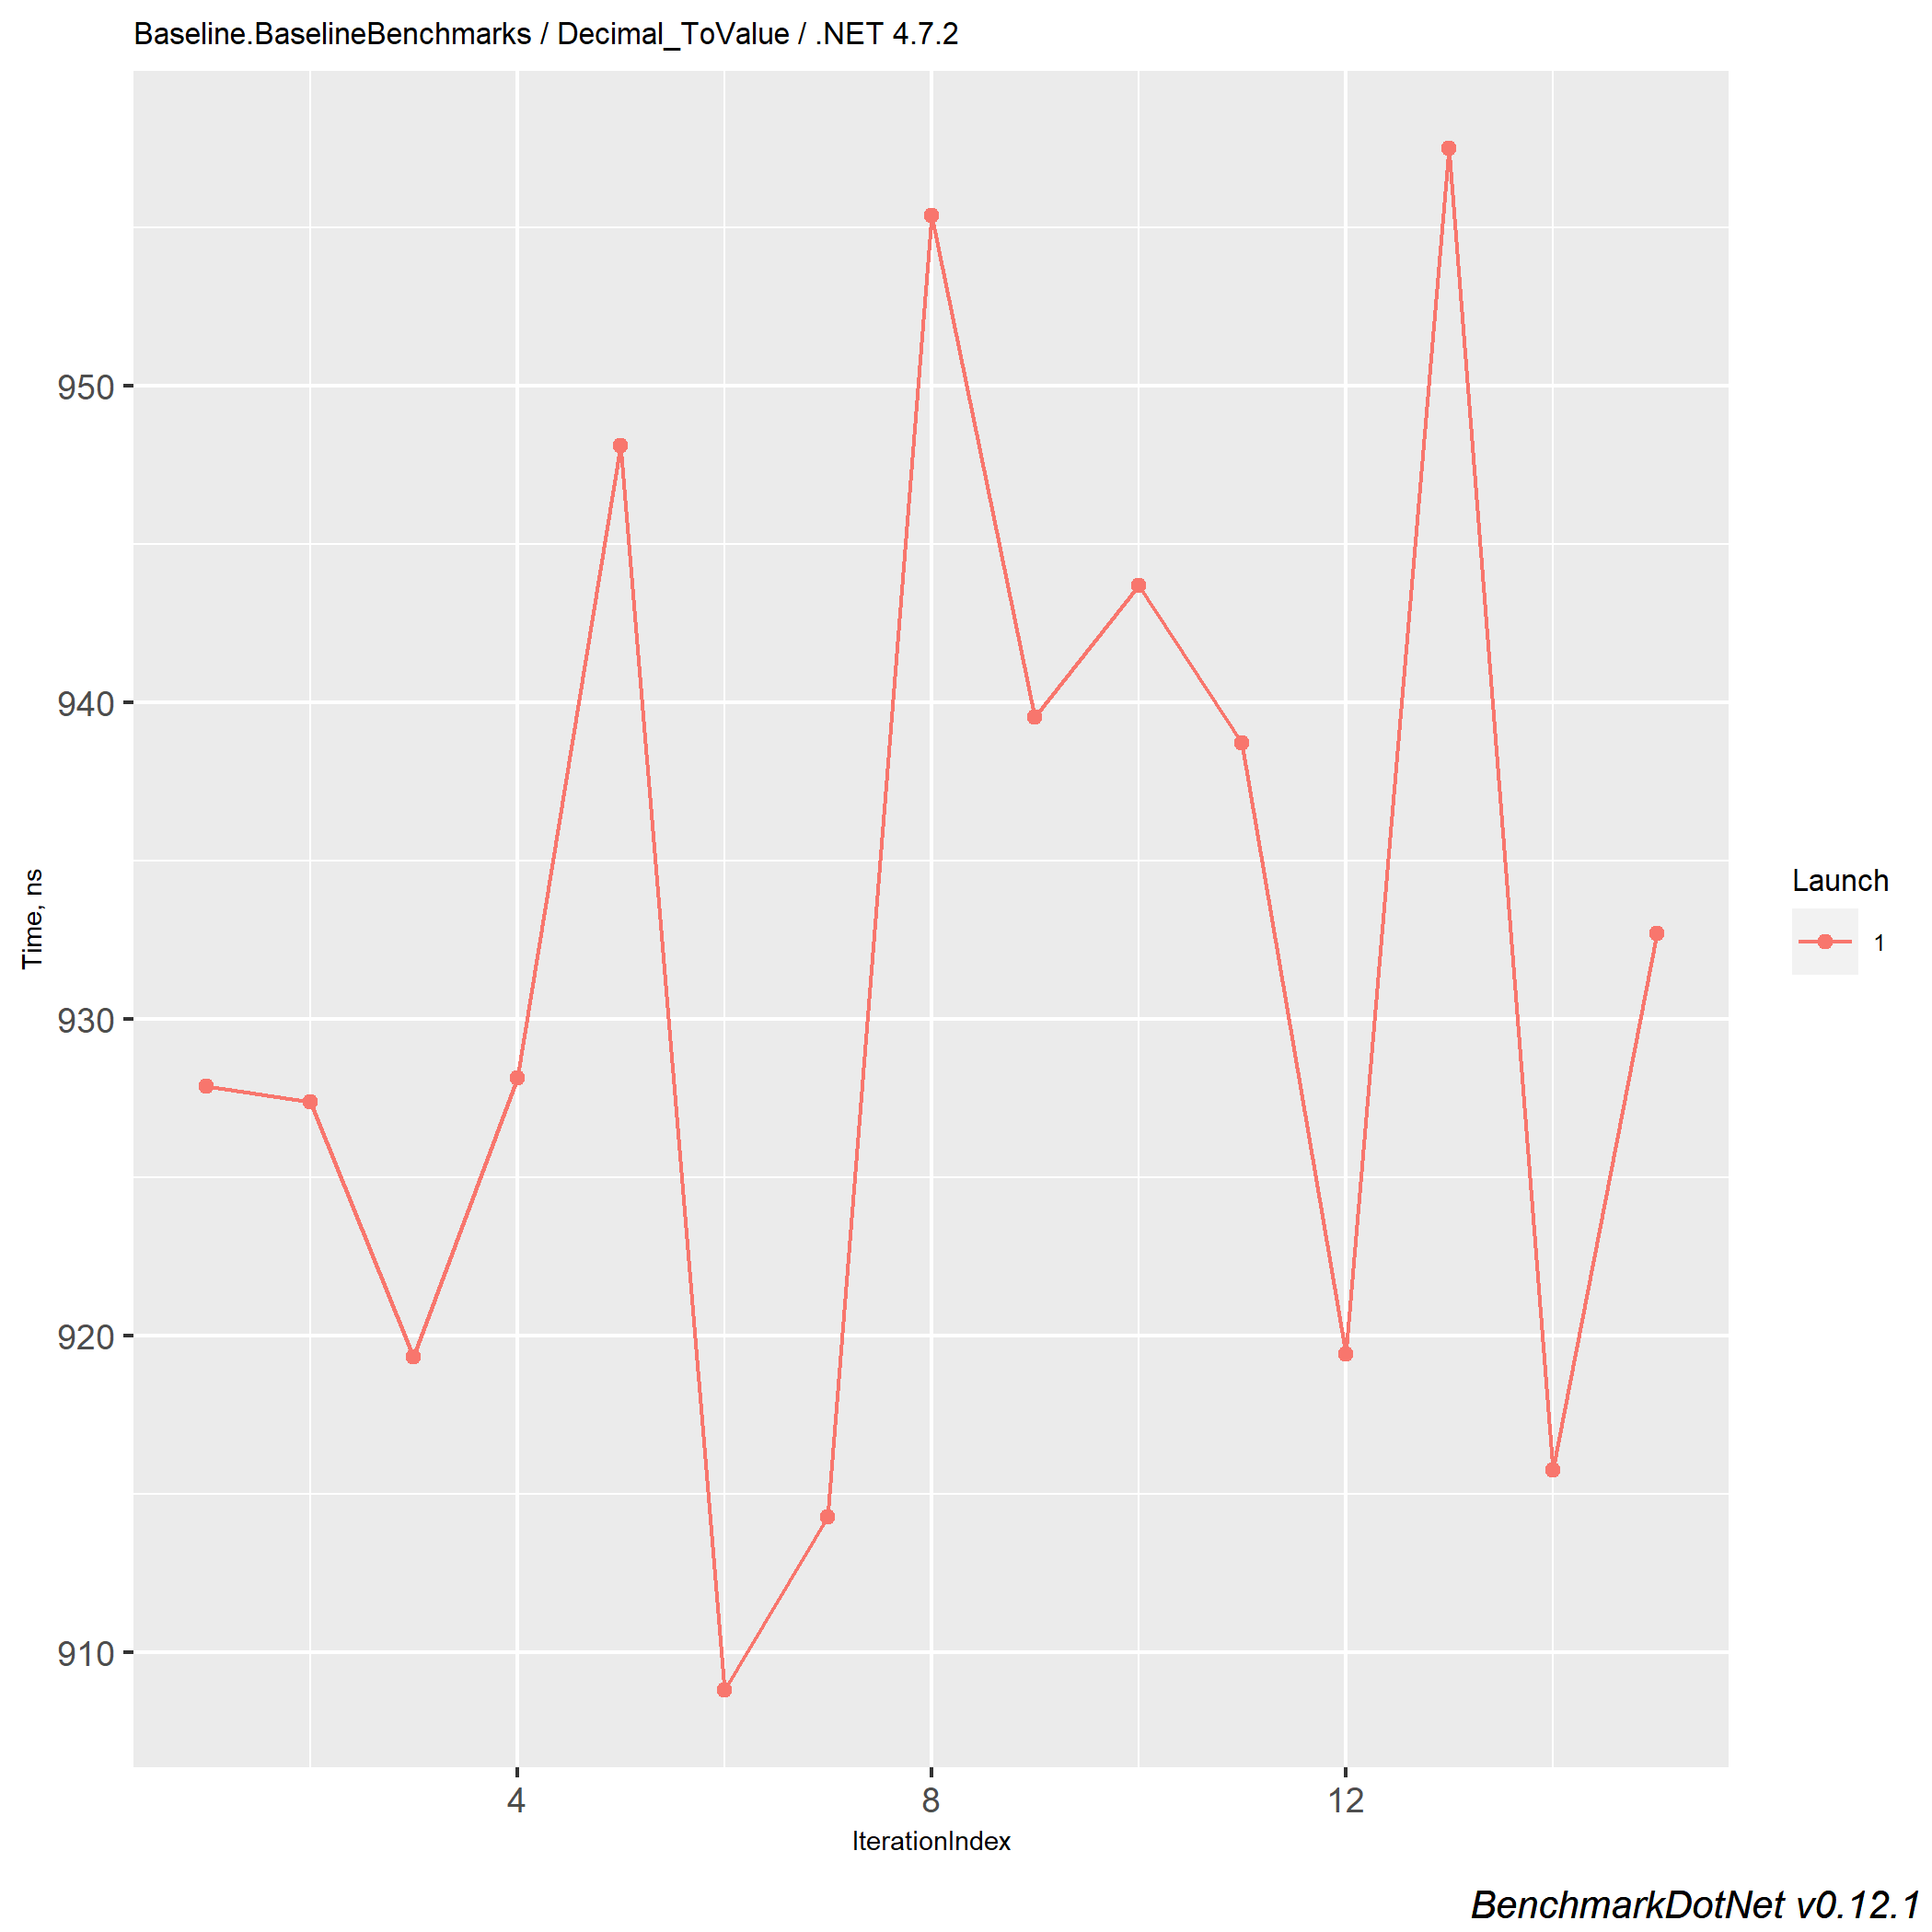 Baseline.BaselineBenchmarks / Decimal_ToValue / .NET 4.7.2
950
940
930
920
910
Time, ns
4
8
12
IterationIndex
Launch
1
BenchmarkDotNet v0.12.1